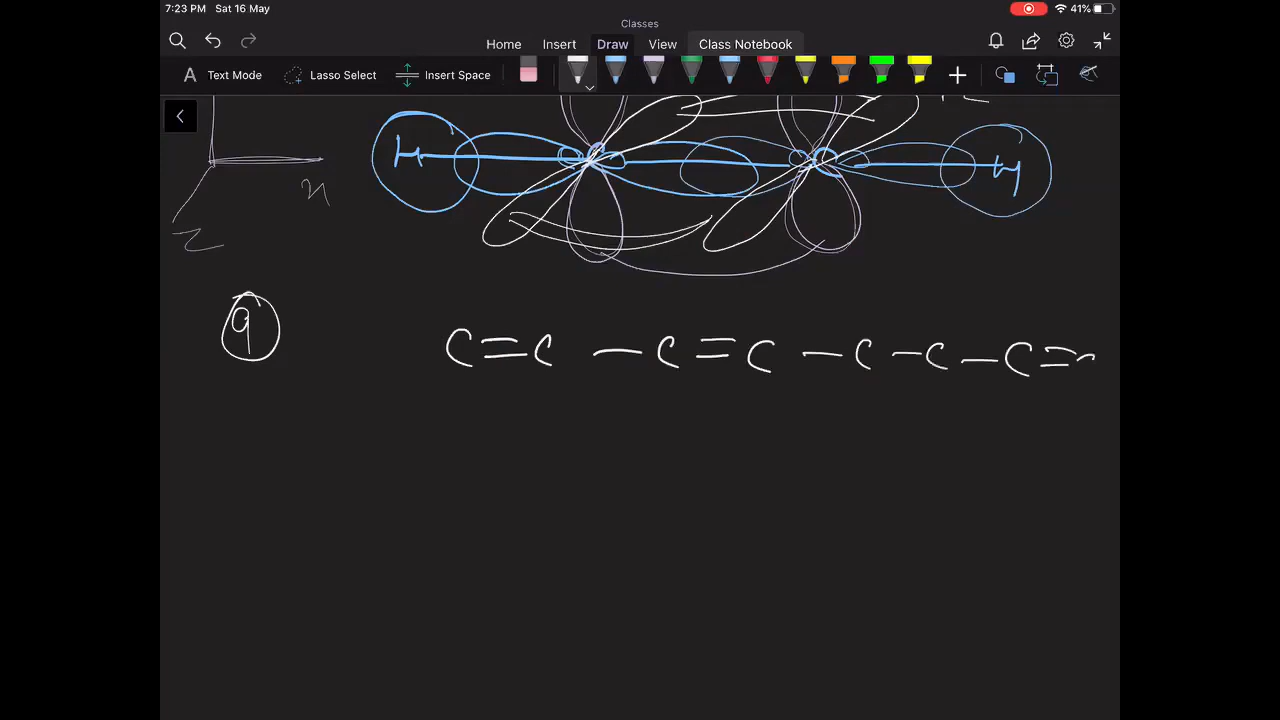 7:23 PM Sat 16 May 41%
Classes
Home Insert Draw View Class Notebook
A Text Mode Lasso Select Insert Space
H H
x
z
Q C=C - C=C - C - C - C=